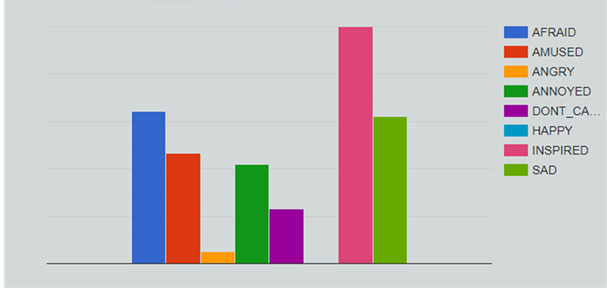 AFRAID
AMUSED
ANGRY
ANNOYED
DONT_CA...
HAPPY
INSPIRED
SAD